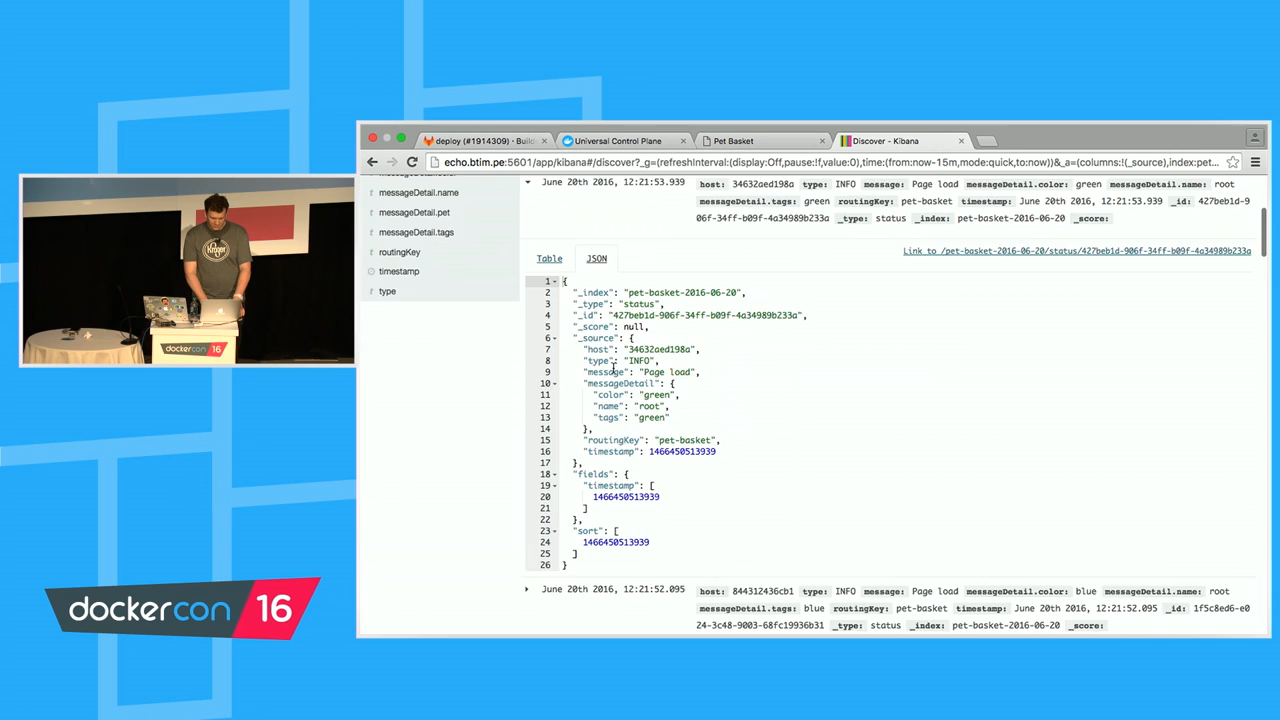 deploy (#1914309) · Buil
Universal Control Plane
Pet Basket
Discover - Kibana
echo.btim.pe:5601/app/kibana#/discover?_g=(refreshInterval:(display:Off,pause:!f,value:0),time:(from:now-15m,mode:quick,to:now))&_a=(columns:!(_source),index:pet...
messageDetail.name
messageDetail.pet
messageDetail.tags
routingKey
timestamp
type
June 20th 2016, 12:21:53.939
host: 34632aed198a type: INFO message: Page load messageDetail.color: green messageDetail.name: root
messageDetail.tags: green routingKey: pet-basket timestamp: June 20th 2016, 12:21:53.939 _id: 427beb1d-9
06f-34ff-b09f-4a34989b233a _type: status _index: pet-basket-2016-06-20 _score:
Table JSON
Link to /pet-basket-2016-06-20/status/427beb1d-906f-34ff-b09f-4a34989b233a
1 {
2 "_index": "pet-basket-2016-06-20",
3 "_type": "status",
4 "_id": "427beb1d-906f-34ff-b09f-4a34989b233a",
5 "_score": null,
6 "_source": {
7 "host": "34632aed198a",
8 "type": "INFO",
9 "message": "Page load",
10 "messageDetail": {
11 "color": "green",
12 "name": "root",
13 "tags": "green"
14 },
15 "routingKey": "pet-basket",
16 "timestamp": 1466450513939
17 },
18 "fields": {
19 "timestamp": [
20 1466450513939
21 ]
22 },
23 "sort": [
24 1466450513939
25 ]
26 }
June 20th 2016, 12:21:52.095
host: 844312436cb1 type: INFO message: Page load messageDetail.color: blue messageDetail.name: root
messageDetail.tags: blue routingKey: pet-basket timestamp: June 20th 2016, 12:21:52.095 _id: 1f5c8ed6-e0
24-3c48-9003-68fc19936b31 _type: status _index: pet-basket-2016-06-20 _score:
Kroger
dockercon 16
dockercon 16